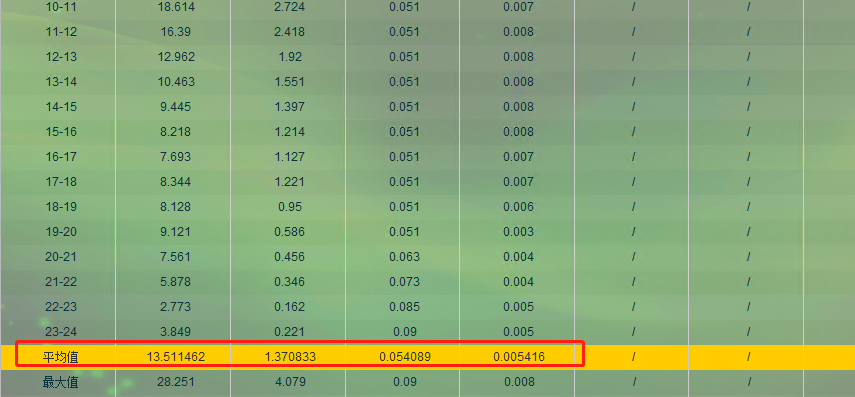 10-11 18.614 2.724 0.051 0.007 / /
11-12 16.39 2.418 0.051 0.008 / /
12-13 12.962 1.92 0.051 0.008 / /
13-14 10.463 1.551 0.051 0.008 / /
14-15 9.445 1.397 0.051 0.008 / /
15-16 8.218 1.214 0.051 0.008 / /
16-17 7.693 1.127 0.051 0.007 / /
17-18 8.344 1.221 0.051 0.007 / /
18-19 8.128 0.95 0.051 0.006 / /
19-20 9.121 0.586 0.051 0.003 / /
20-21 7.561 0.456 0.063 0.004 / /
21-22 5.878 0.346 0.073 0.004 / /
22-23 2.773 0.162 0.085 0.005 / /
23-24 3.849 0.221 0.09 0.005 / /
平均值 13.511462 1.370833 0.054089 0.005416 / /
最大值 28.251 4.079 0.09 0.008 / /